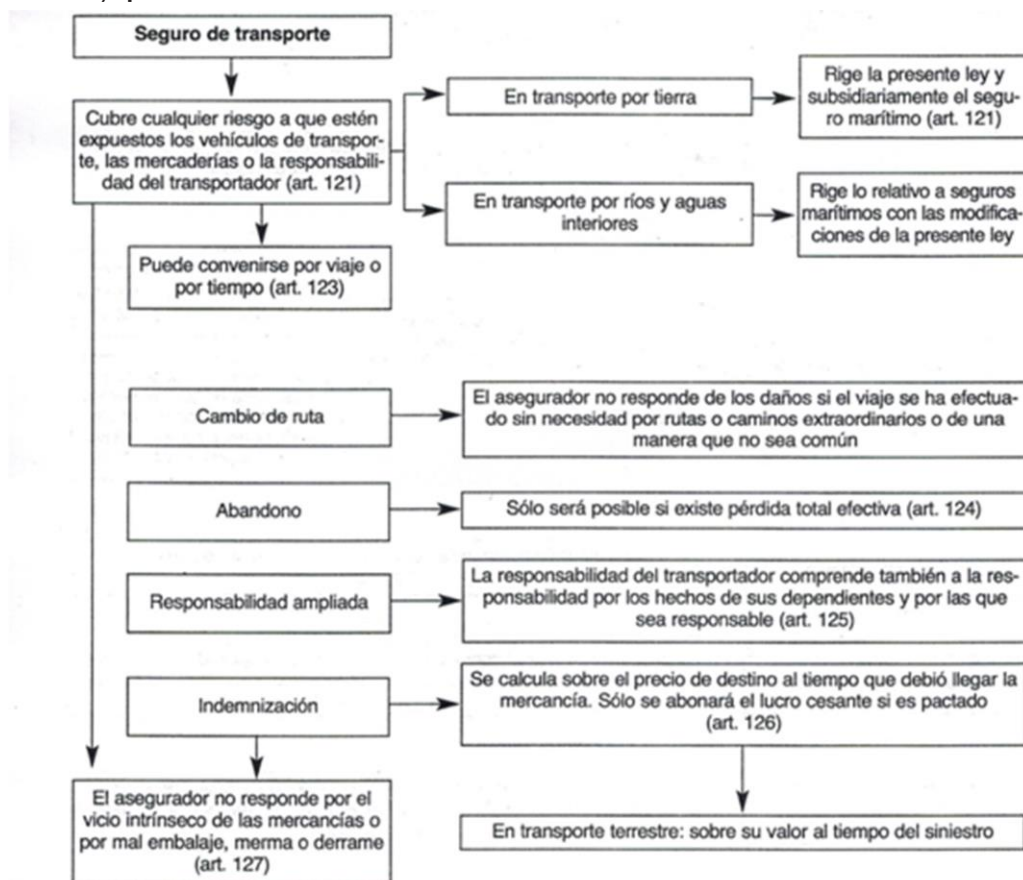 Seguro de transporte
Cubre cualquier riesgo a que estén
expuestos los vehículos de transpor-
te, las mercaderías o la responsabili-
dad del transportador (art. 121)
En transporte por tierra
Rige la presente ley y
subsidiariamente el segu-
ro marítimo (art. 121)
En transporte por ríos y aguas
interiores
Rige lo relativo a seguros
marítimos con las modifica-
ciones de la presente ley
Puede convenirse por viaje o
por tiempo (art. 123)
Cambio de ruta
El asegurador no responde de los daños si el viaje se ha efectua-
do sin necesidad por rutas o caminos extraordinarios o de una
manera que no sea común
Abandono
Sólo será posible si existe pérdida total efectiva (art. 124)
Responsabilidad ampliada
La responsabilidad del transportador comprende también a la res-
ponsabilidad por los hechos de sus dependientes y por las que
sea responsable (art. 125)
Indemnización
Se calcula sobre el precio de destino al tiempo que debió llegar la
mercancía. Sólo se abonará el lucro cesante si es pactado
(art. 126)
El asegurador no responde por el
vicio intrínseco de las mercancías o
por mal embalaje, merma o derrame
(art. 127)
En transporte terrestre: sobre su valor al tiempo del siniestro